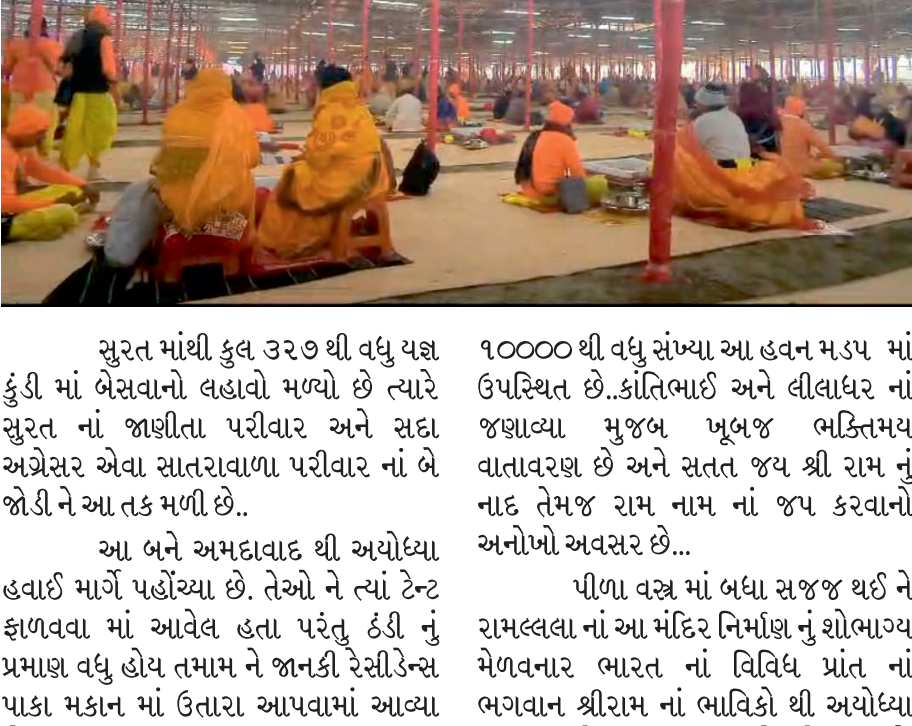 સુરત માંથી કુલ ૩૨૭ થી વધુ યજ્ઞ
કુંડી માં બેસવાનો લહાવો મળ્યો છે ત્યારે
સુરત નાં જાણીતા પરીવાર અને સદા
અગ્રેસર એવા સાતરાવાળા પરીવાર નાં બે
જોડી ને આ તક મળી છે..
આ બને અમદાવાદ થી અયોધ્યા
હવાઈ માર્ગે પહોંચ્યા છે. તેઓ ને ત્યાં ટેન્ટ
ફાળવવા માં આવેલ હતા પરંતુ ઠંડી નું
પ્રમાણ વધુ હોય તમામ ને જાનકી રેસીડેન્સ
પાકા મકાન માં ઉતારા આપવામાં આવ્યા
૧૦૦૦૦ થી વધુ સંખ્યા આ હવન મડપ માં
ઉપસ્થિત છે..કાંતિભાઈ અને લીલાધર નાં
જણાવ્યા મુજબ ખૂબજ ભક્તિમય
વાતાવરણ છે અને સતત જય શ્રી રામ નું
નાદ તેમજ રામ નામ નાં જપ કરવાનો
અનોખો અવસર છે...
પીળા વસ્ત્ર માં બધા સજજ થઈ ને
રામલ્લલા નાં આ મંદિર નિર્માણ નું શોભાગ્ય
મેળવનાર ભારત નાં વિવિધ પ્રાંત નાં
ભગવાન શ્રીરામ નાં ભાવિકો થી અયોધ્યા